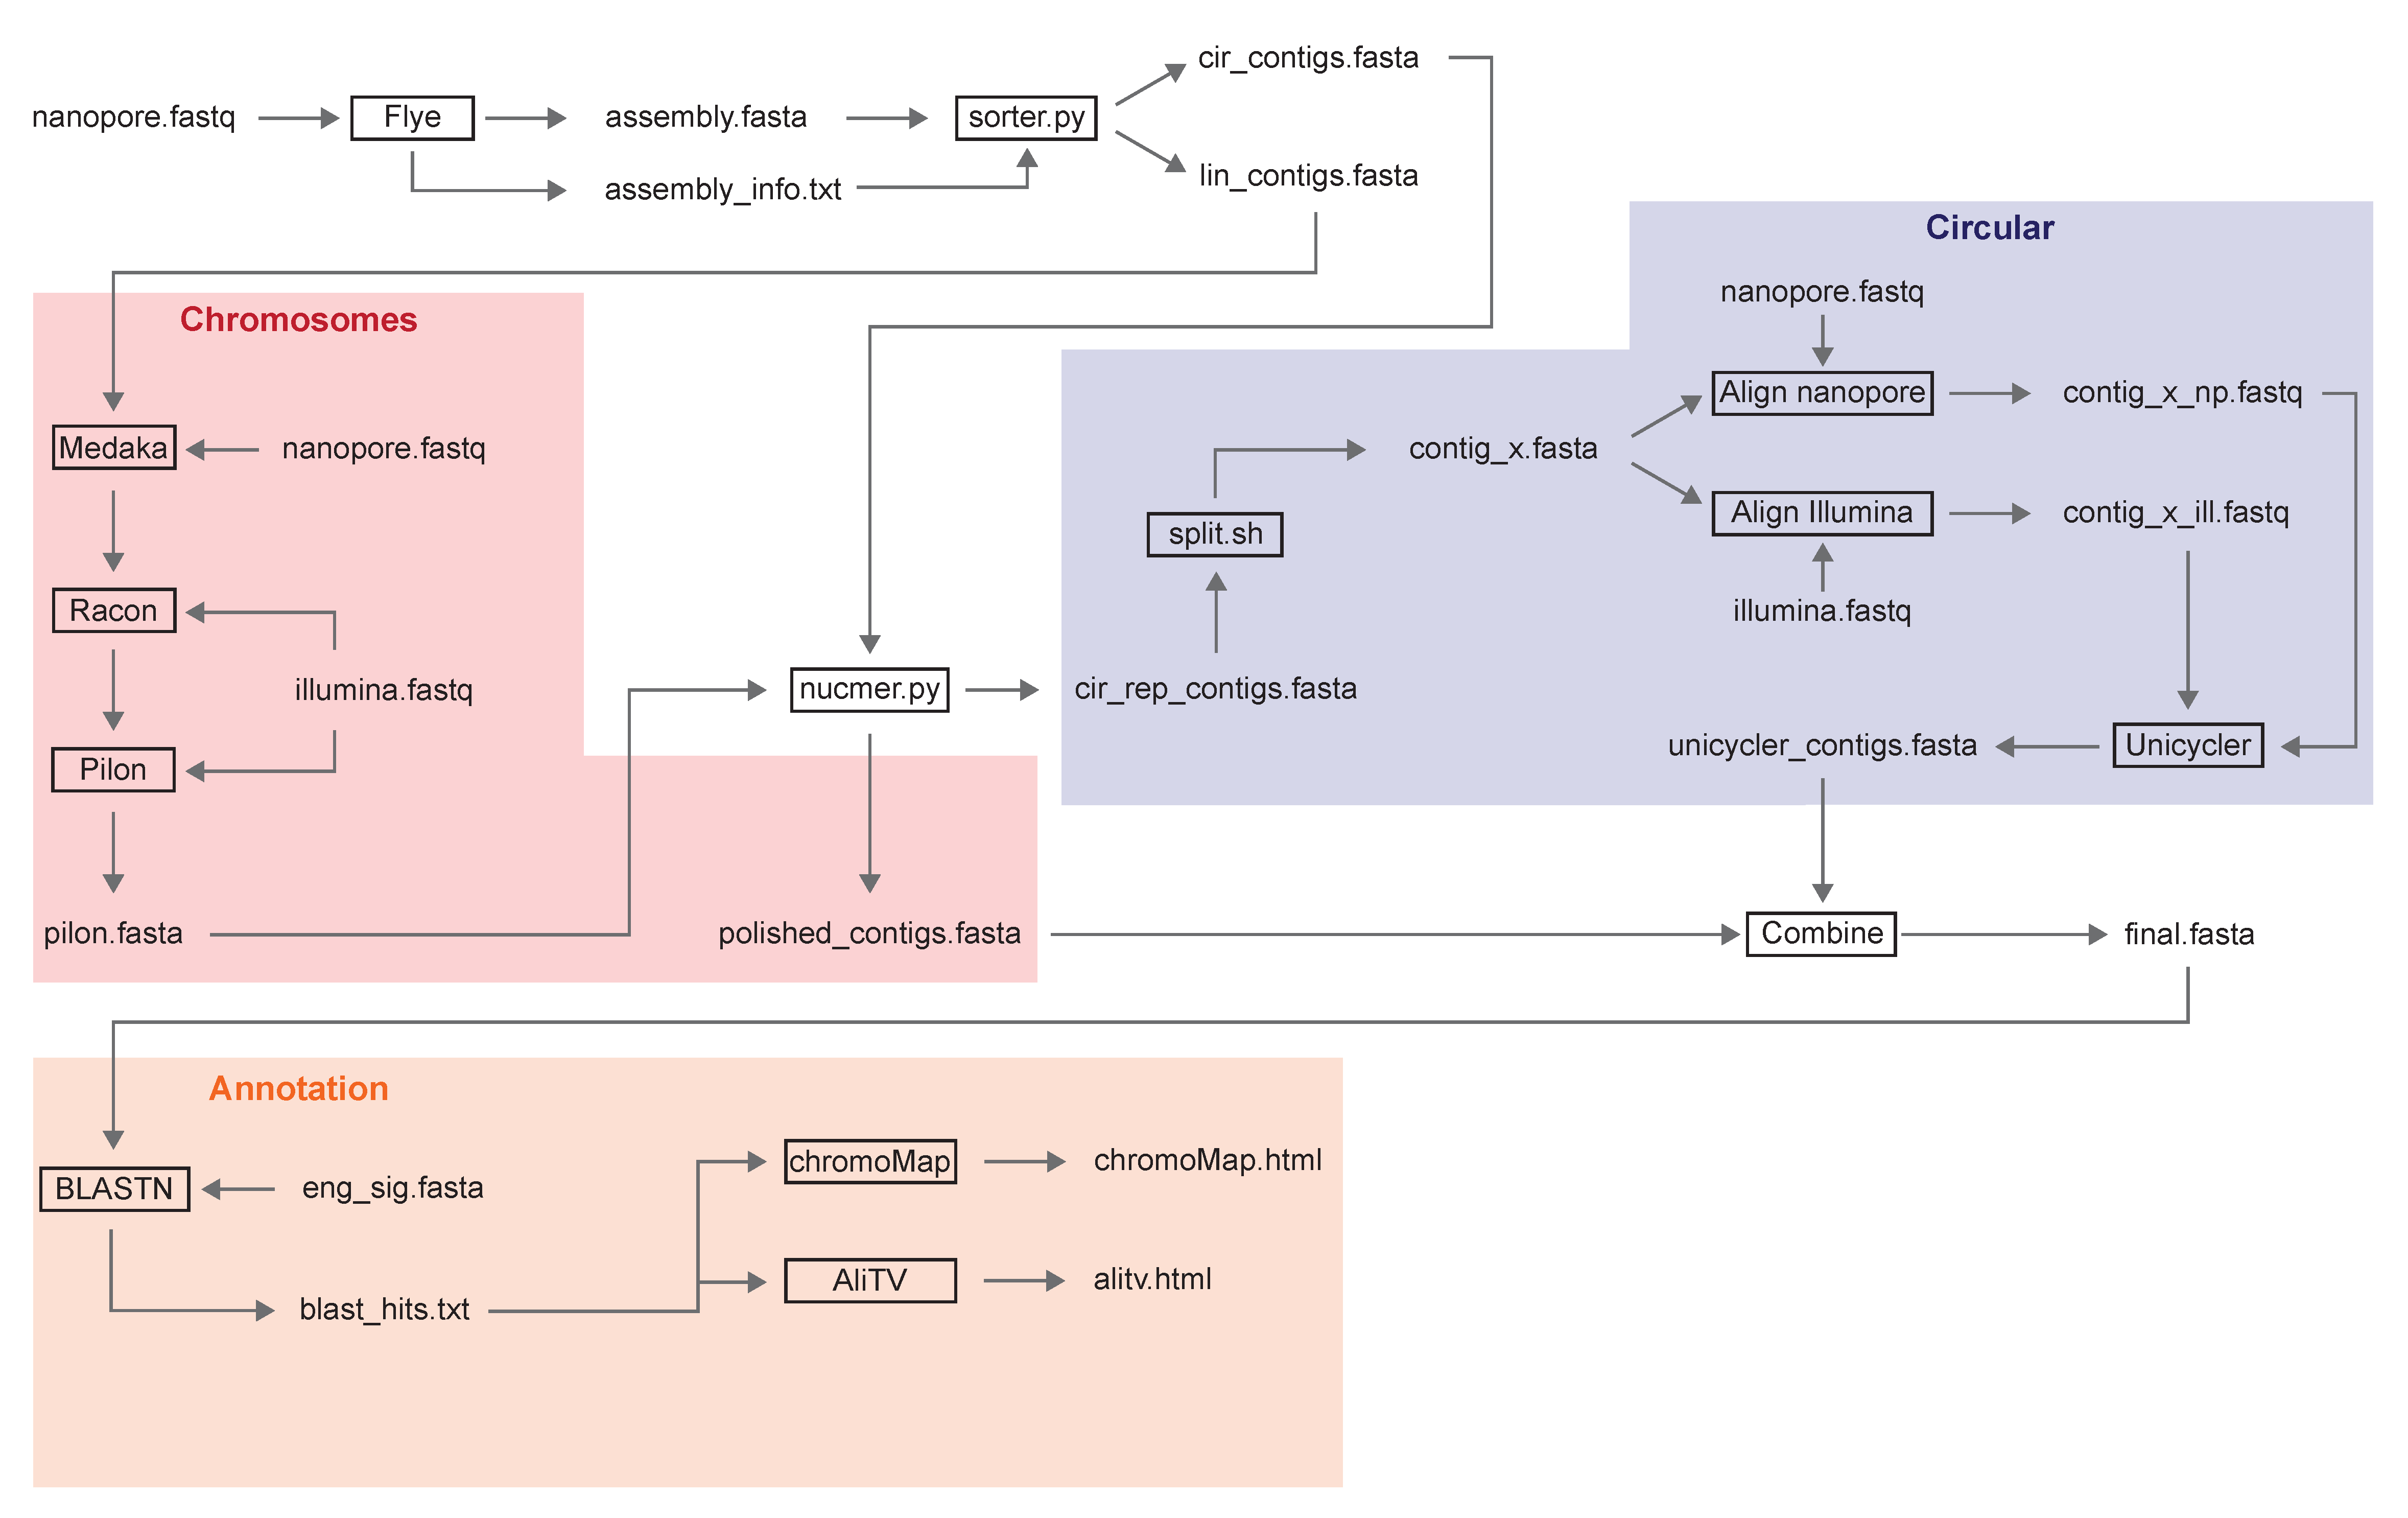 cir_contigs.fasta
nanopore.fastq
Flye
assembly.fasta
sorter.py
assembly_info.txt
lin_contigs.fasta
Chromosomes
Medaka
nanopore.fastq
Racon
illumina.fastq
Pilon
pilon.fasta
nucmer.py
polished_contigs.fasta
Circular
nanopore.fastq
Align nanopore
contig_x_np.fastq
contig_x.fasta
Align Illumina
contig_x_ill.fastq
split.sh
illumina.fastq
cir_rep_contigs.fasta
unicycler_contigs.fasta
Unicycler
Combine
final.fasta
Annotation
BLASTN
eng_sig.fasta
chromoMap
chromoMap.html
AliTV
alitv.html
blast_hits.txt